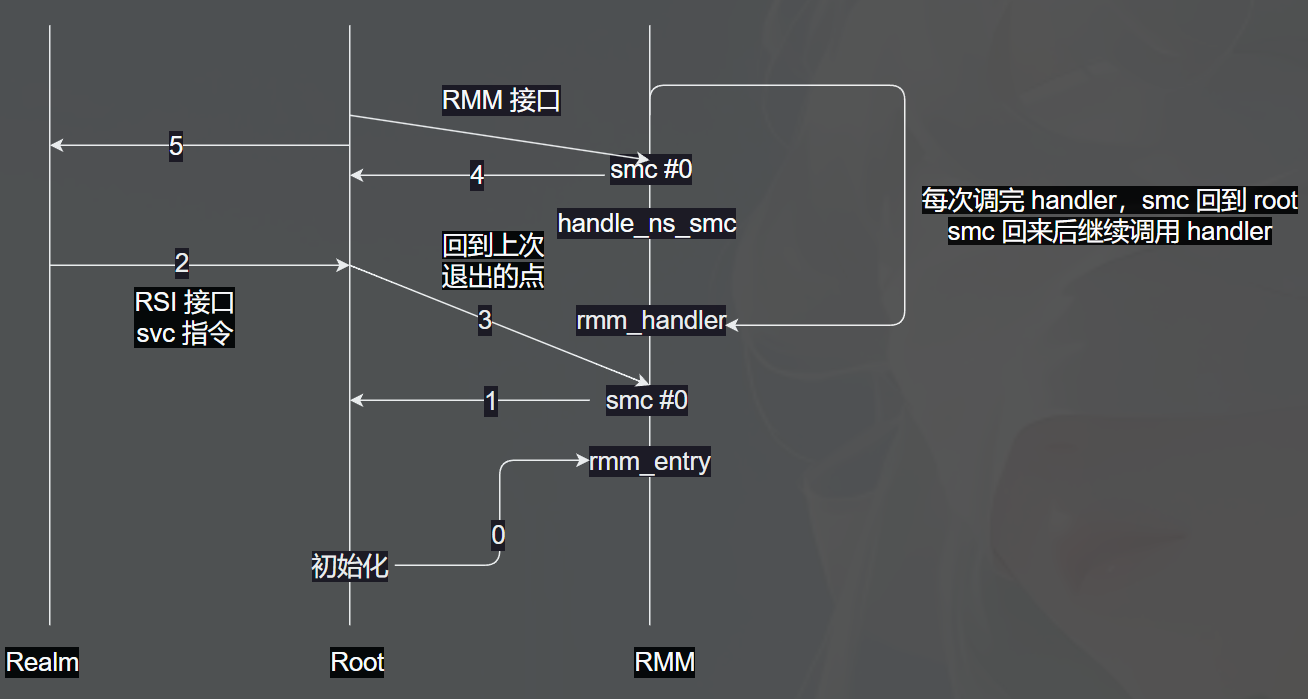 RMM 接口
5
smc #0
4
每次调完 handler，smc 回到 root
smc 回来后继续调用 handler
handle_ns_smc
回到上次
退出的点
2
RSI 接口
svc 指令
3
rmm_handler
1
smc #0
rmm_entry
0
初始化
Realm
Root
RMM